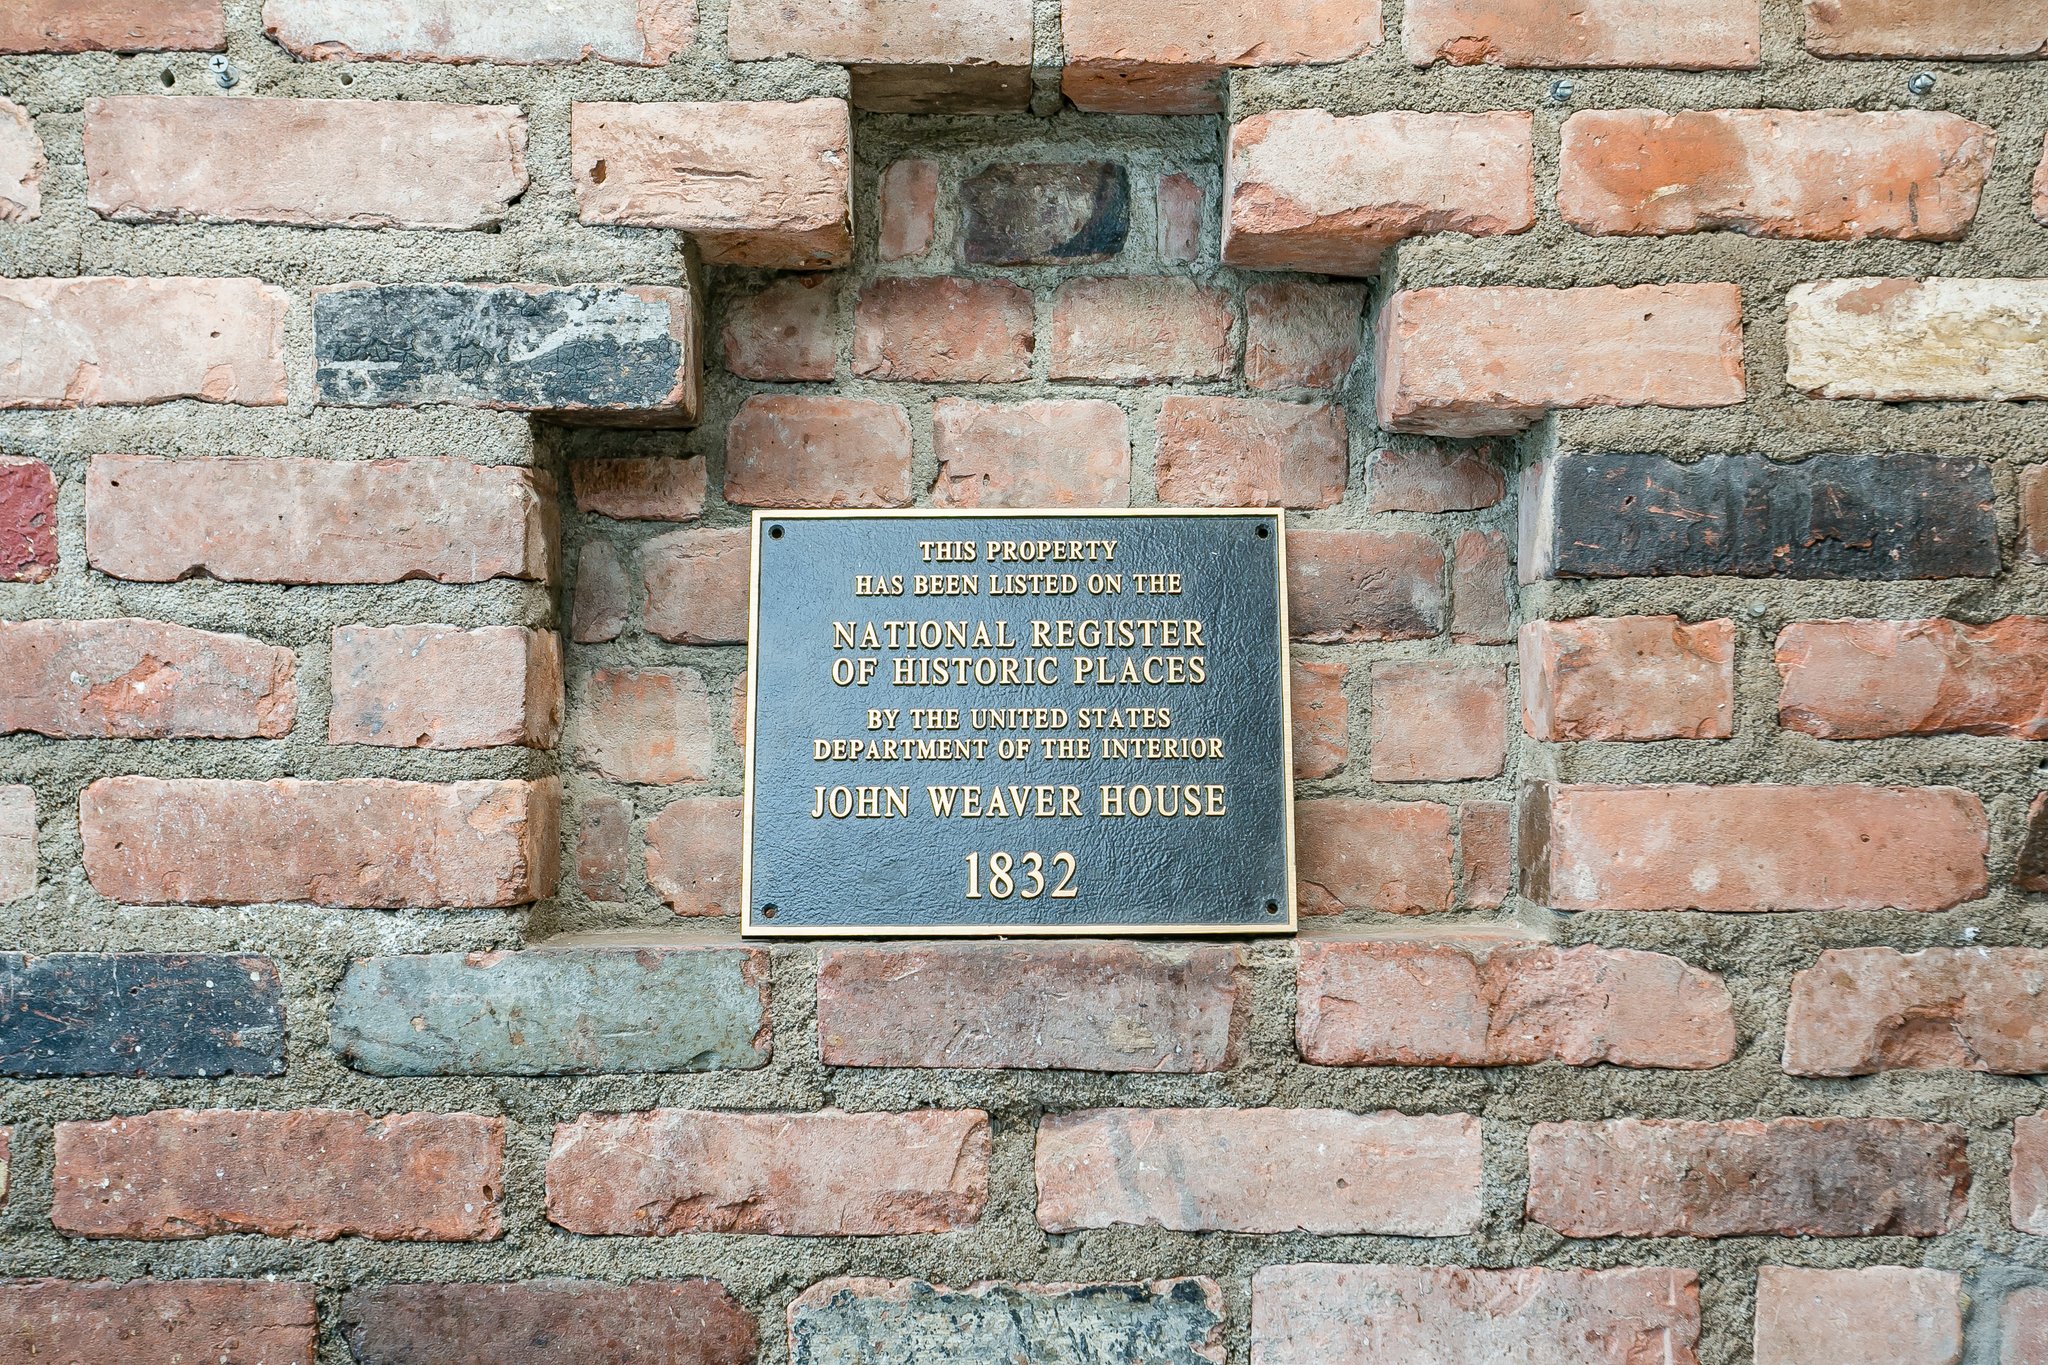 THIS PROPERTY
HAS BEEN LISTED ON THE
NATIONAL REGISTER
OF HISTORIC PLACES
BY THE UNITED STATES
DEPARTMENT OF THE INTERIOR
JOHN WEAVER HOUSE
1832